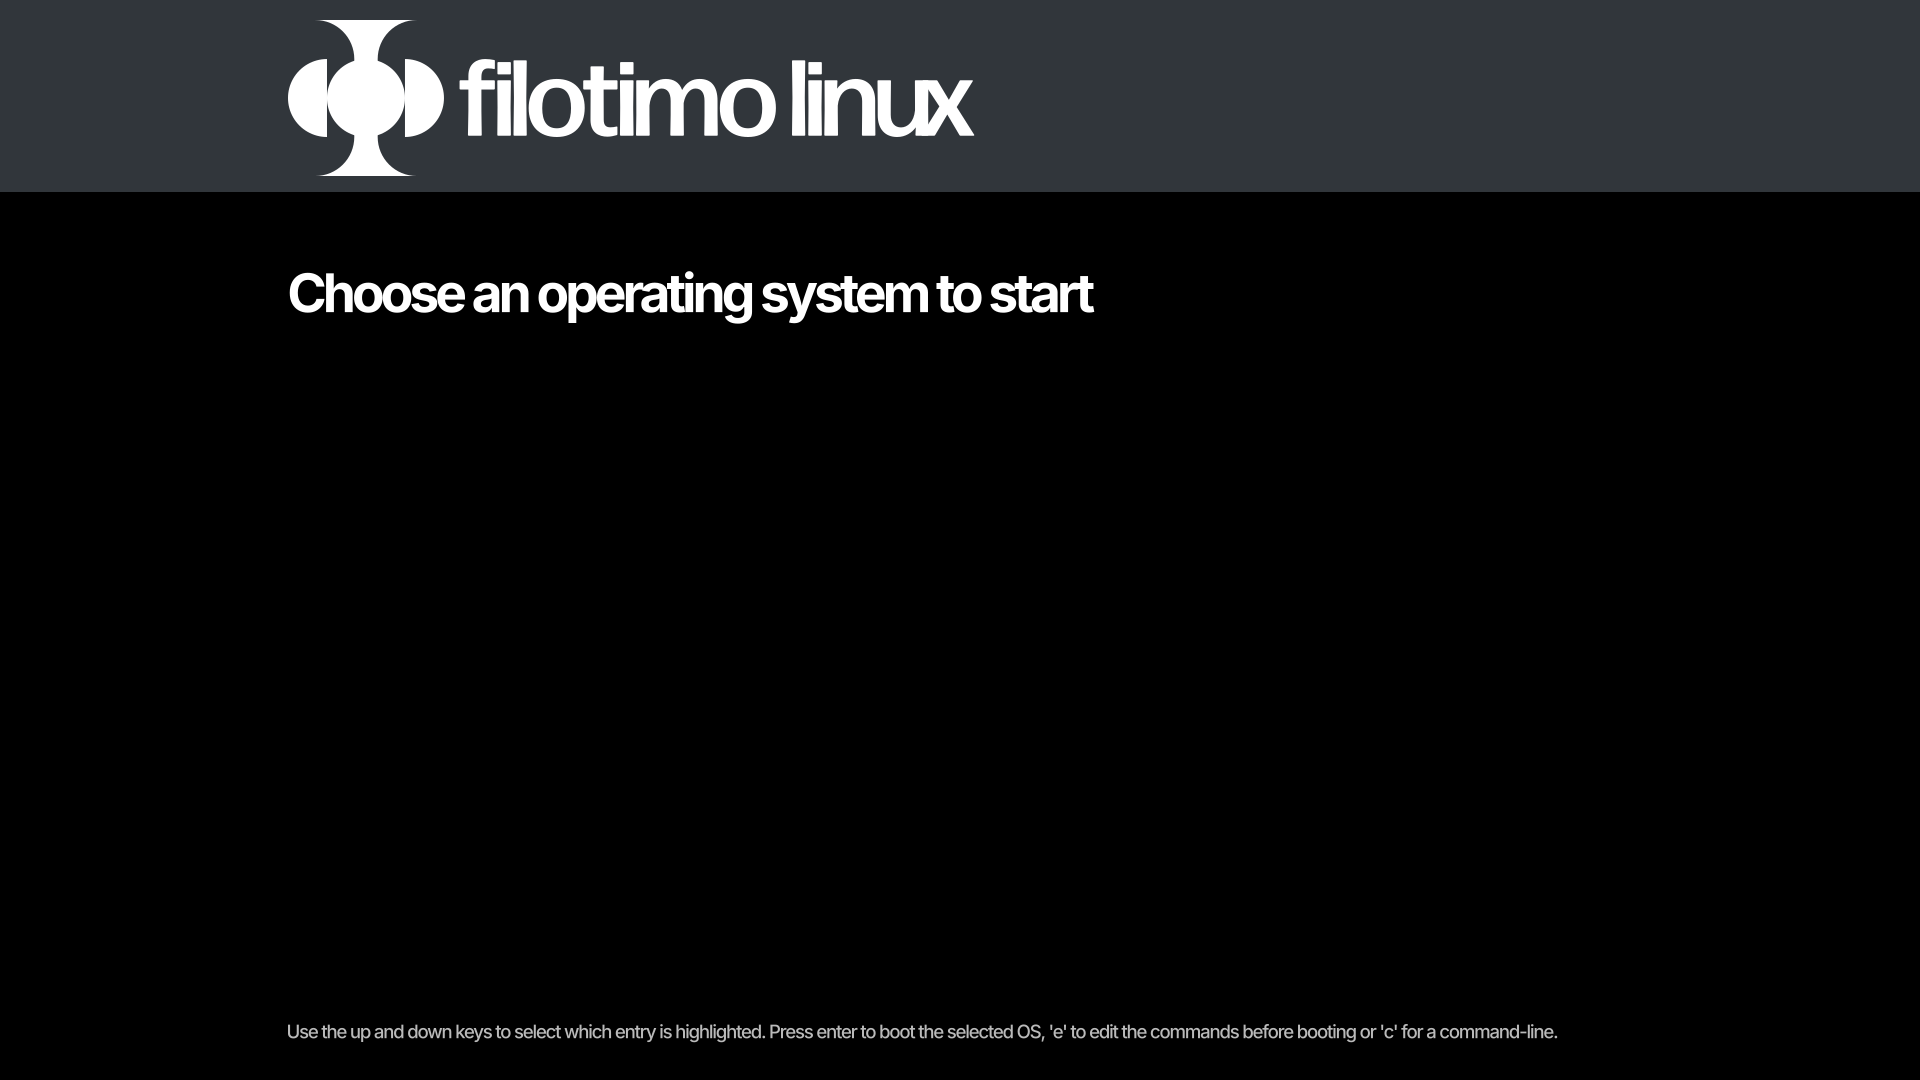 filotimo linux
Choose an operating system to start
Use the up and down keys to select which entry is highlighted. Press enter to boot the selected OS, 'e' to edit the commands before booting or 'c' for a command-line.